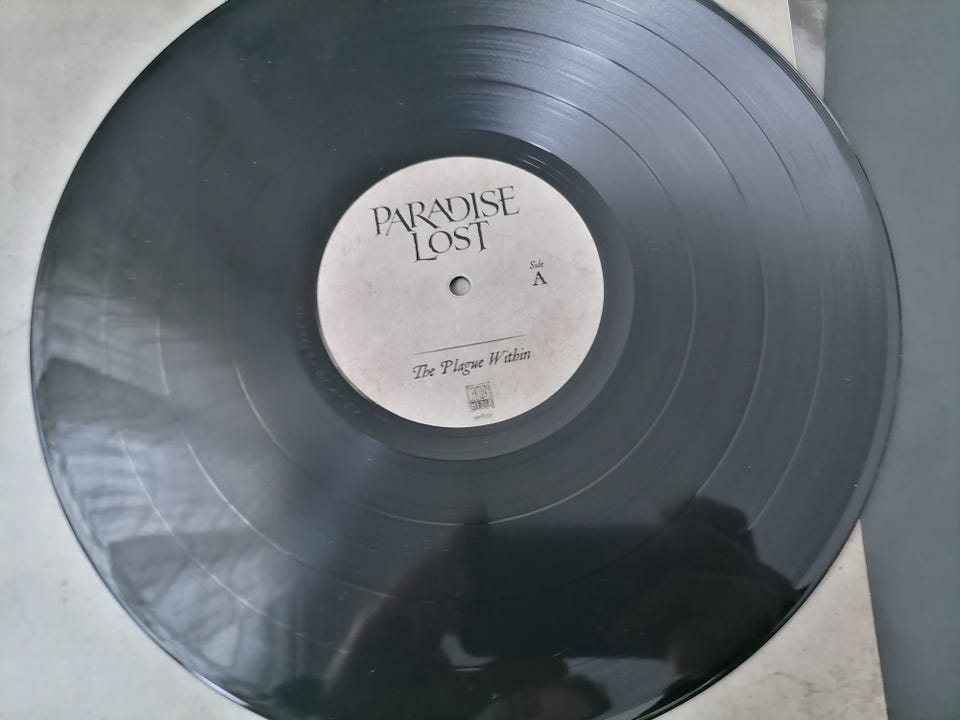 PARADISE
LOST
Side
A
The Plague Within